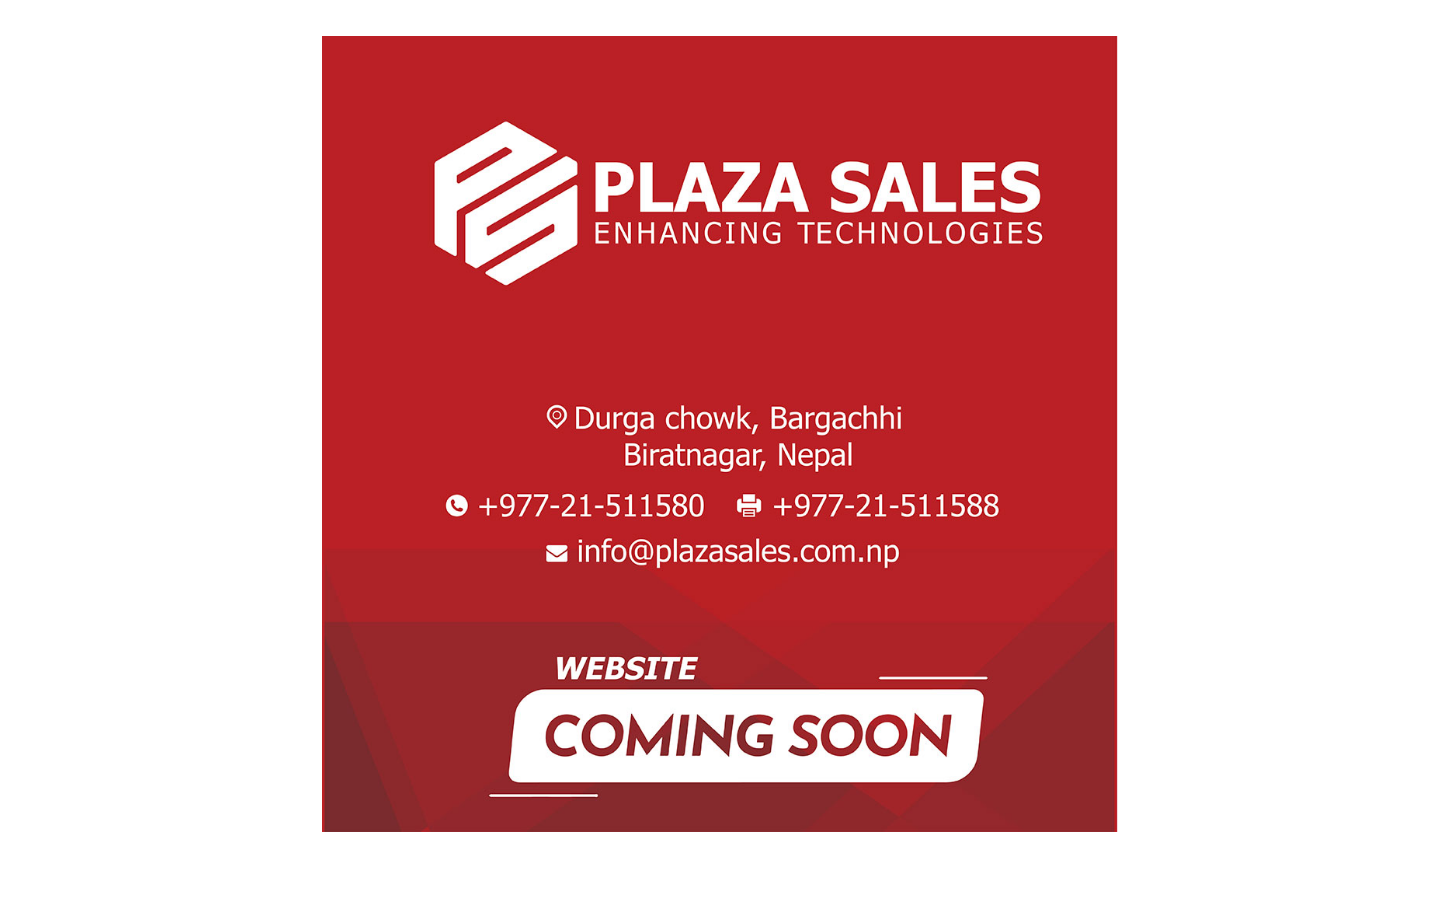 PLAZA SALES
ENHANCING TECHNOLOGIES
Durga chowk, Bargachhi
Biratnagar, Nepal
+977-21-511580 +977-21-511588
info@plazasales.com.np
WEBSITE
COMING SOON